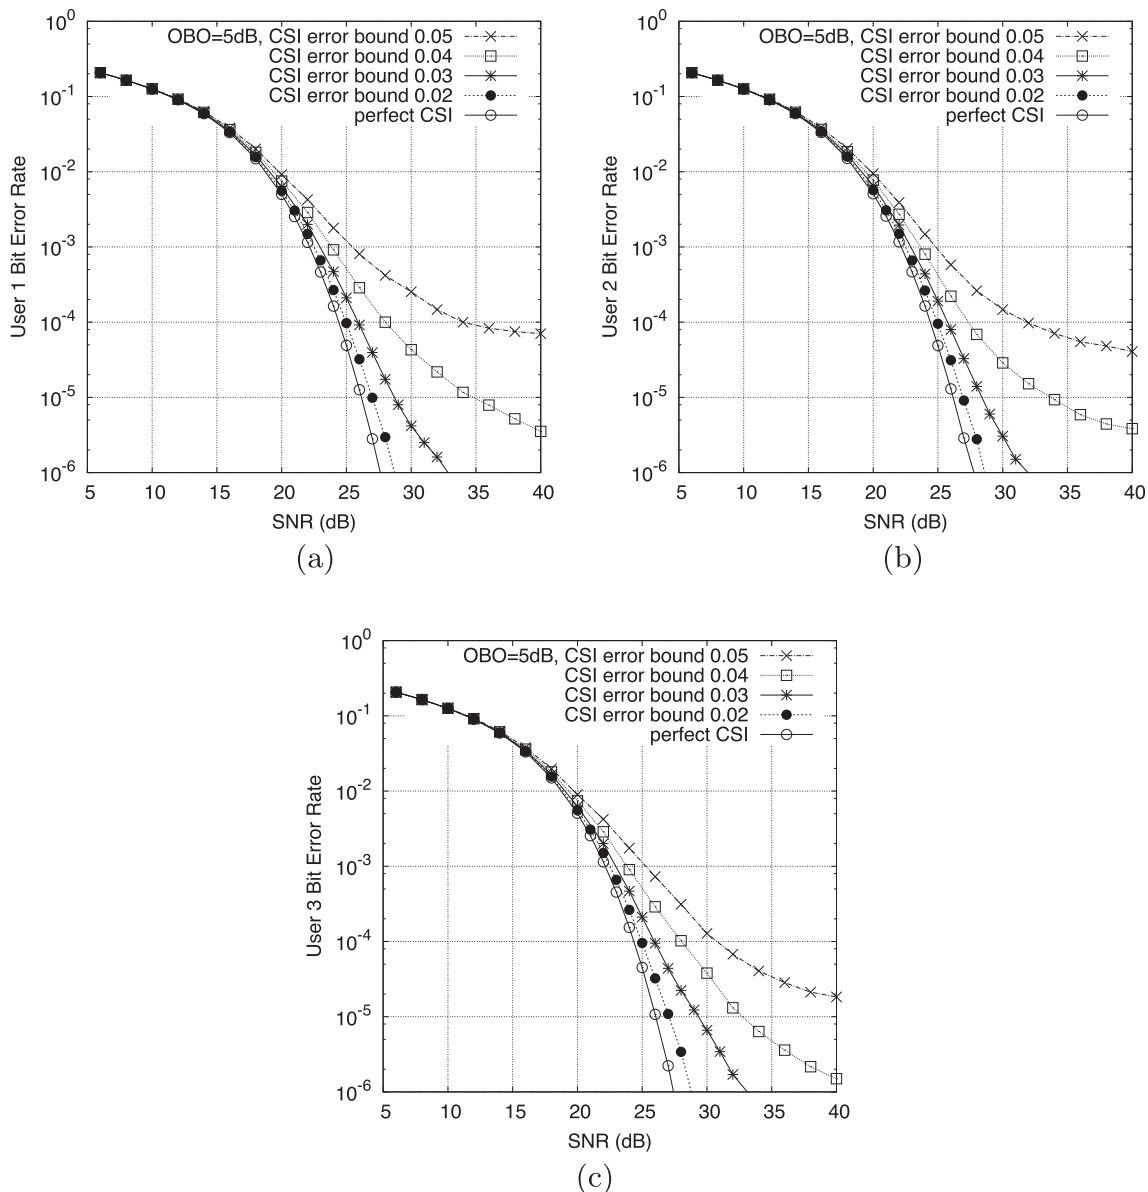 OBO=5dB, CSI error bound 0.05
CSI error bound 0.04
CSI error bound 0.03
CSI error bound 0.02
perfect CSI
10^0
10^-1
10^-2
10^-3
10^-4
10^-5
10^-6
User 1 Bit Error Rate
5 10 15 20 25 30 35 40
SNR (dB)
(a)
OBO=5dB, CSI error bound 0.05
CSI error bound 0.04
CSI error bound 0.03
CSI error bound 0.02
perfect CSI
10^0
10^-1
10^-2
10^-3
10^-4
10^-5
10^-6
User 2 Bit Error Rate
5 10 15 20 25 30 35 40
SNR (dB)
(b)
OBO=5dB, CSI error bound 0.05
CSI error bound 0.04
CSI error bound 0.03
CSI error bound 0.02
perfect CSI
10^0
10^-1
10^-2
10^-3
10^-4
10^-5
10^-6
User 3 Bit Error Rate
5 10 15 20 25 30 35 40
SNR (dB)
(c)